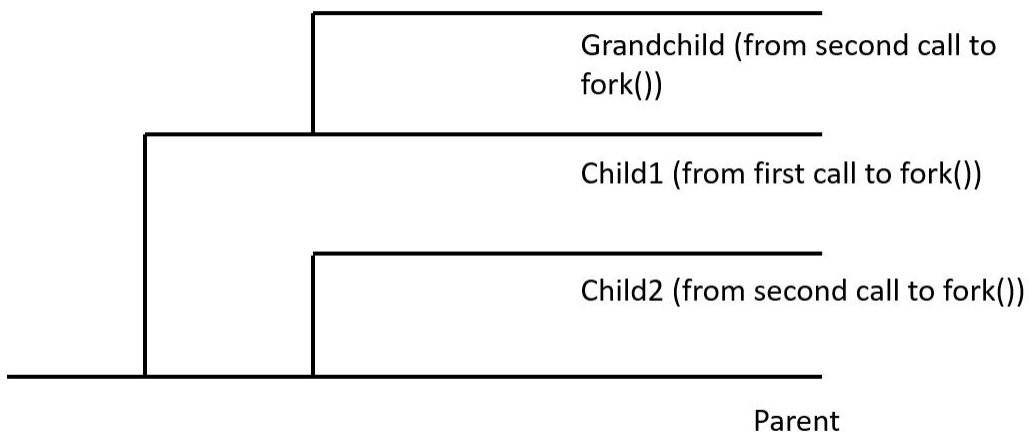 Grandchild (from second call to
fork())
Child1 (from first call to fork())
Child2 (from second call to fork())
Parent